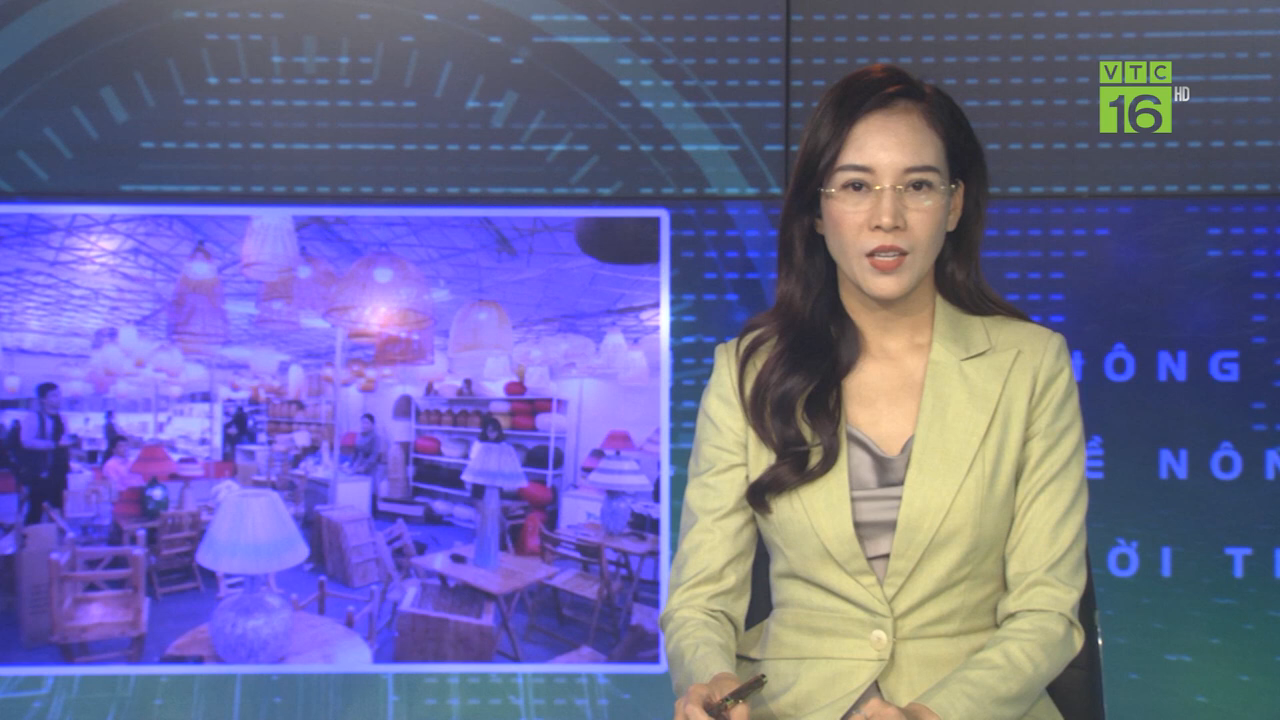 VTC
16 HD
HÔNG
Ề NÔN
ỜI T